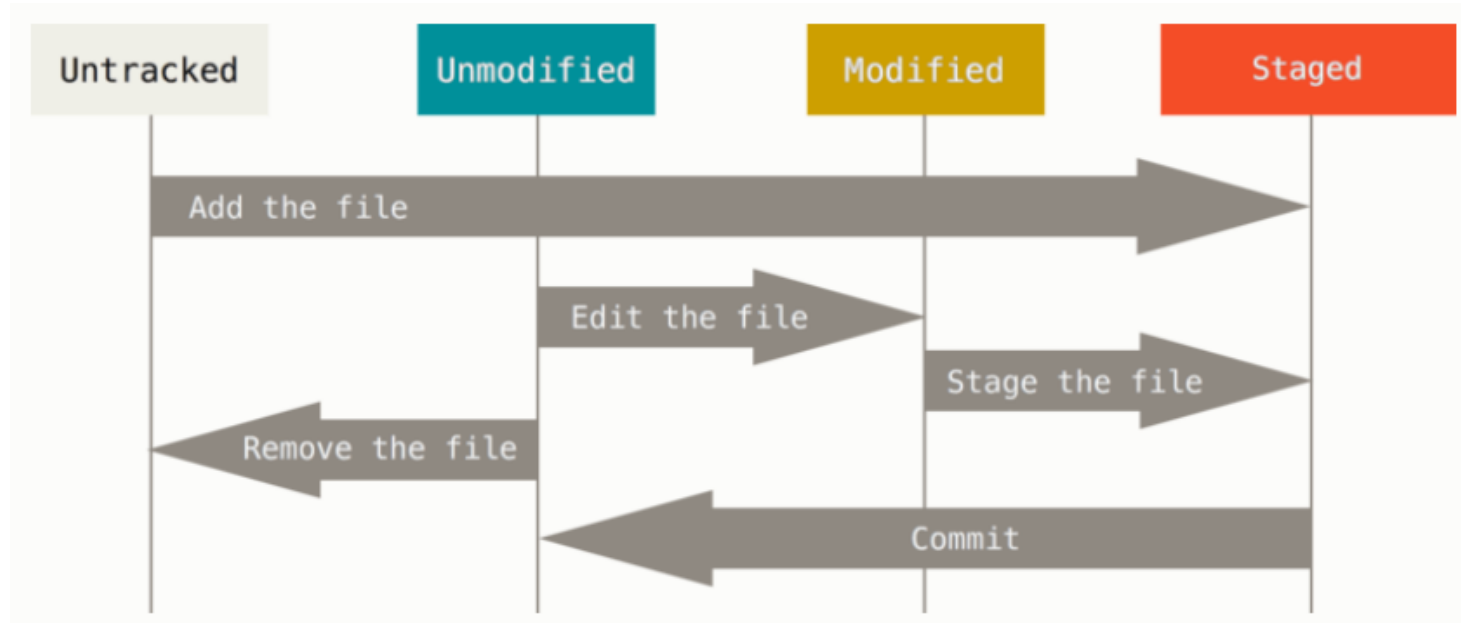 Untracked
Unmodified
Modified
Staged
Add the file
Edit the file
Stage the file
Remove the file
Commit